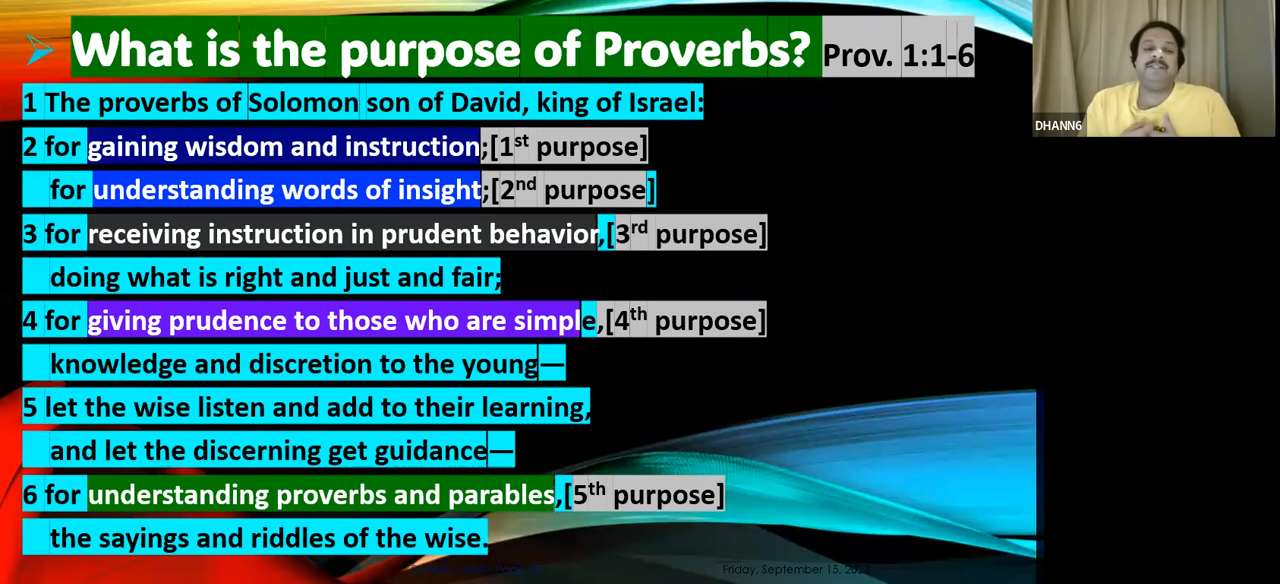 What is the purpose of Proverbs? Prov. 1:1-6
1 The proverbs of Solomon son of David, king of Israel:
2 for gaining wisdom and instruction;[1st purpose]
for understanding words of insight;[2nd purpose]
3 for receiving instruction in prudent behavior,[3rd purpose]
doing what is right and just and fair;
4 for giving prudence to those who are simple,[4th purpose]
knowledge and discretion to the young—
5 let the wise listen and add to their learning,
and let the discerning get guidance—
6 for understanding proverbs and parables,[5th purpose]
the sayings and riddles of the wise.
DHANN6
Friday, September 15,